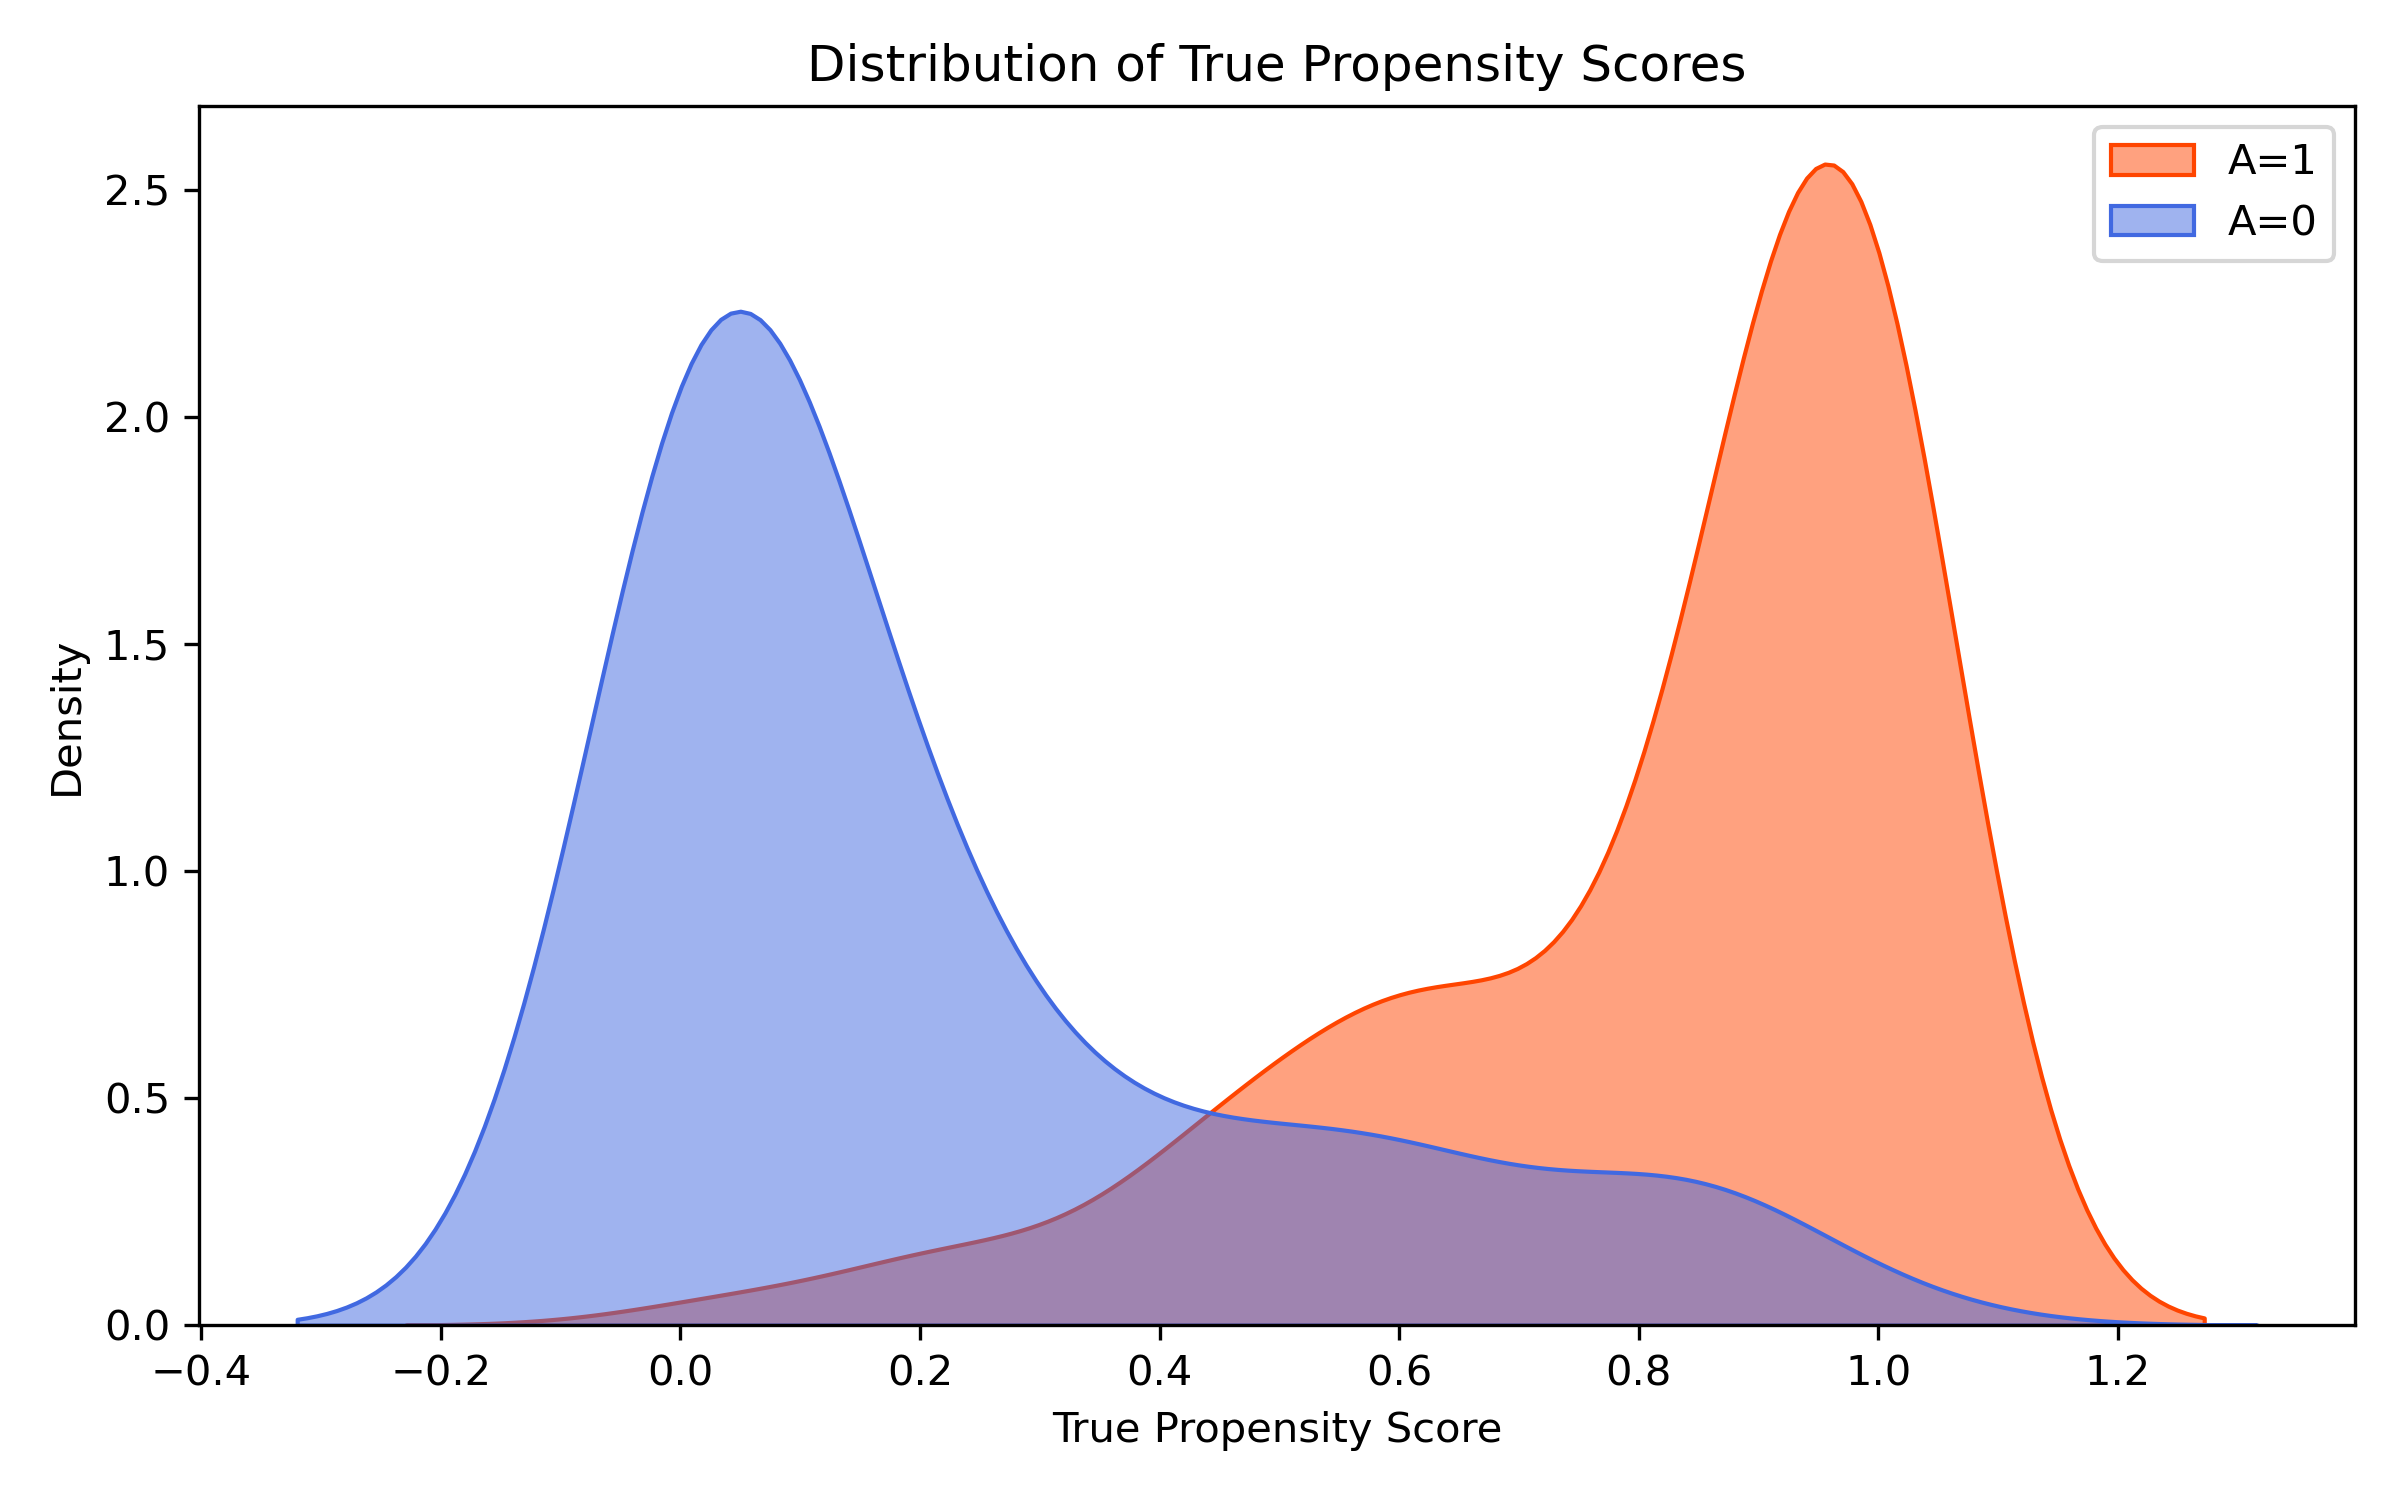 Distribution of True Propensity Scores
A=1
A=0
Density
2.5
2.0
1.5
1.0
0.5
0.0
−0.4 −0.2 0.0 0.2 0.4 0.6 0.8 1.0 1.2
True Propensity Score